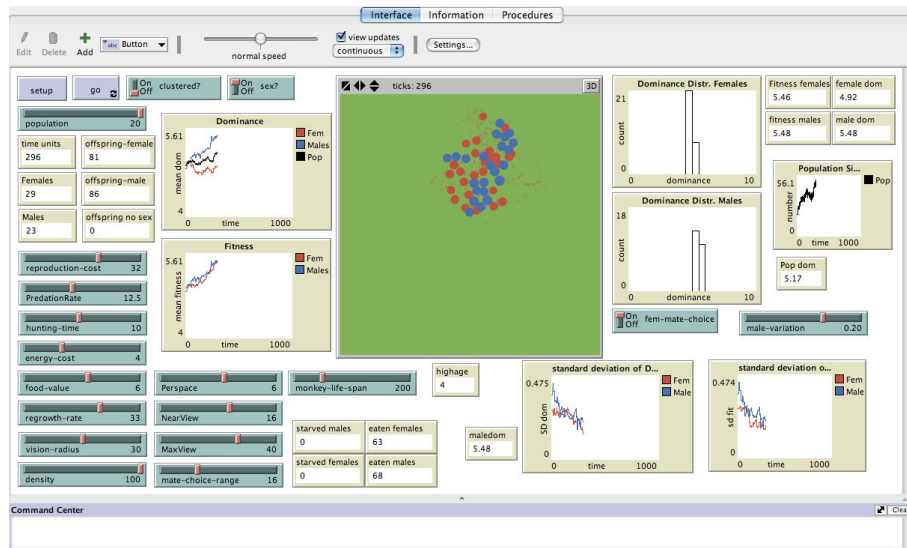 Interface Information Procedures
Edit Delete Add abc Button normal speed view updates continuous Settings...
setup go On Off clustered? On Off sex?
population 20
time units 296
offspring-female 81
Females 29
offspring-male 86
Males 23
offspring no sex 0
reproduction-cost 32
PredationRate 12.5
hunting-time 10
energy-cost 4
food-value 6
regrowth-rate 33
vision-radius 30
density 100
Dominance
5.61
mean dom
4
0 time 1000
Fem
Males
Pop
Fitness
5.61
mean fitness
4
0 time 1000
Fem
Males
Perspace 6
NearView 16
MaxView 40
mate-choice-range 16
ticks: 296 3D
monkey-life-span 200
highage 4
starved males 0
eaten females 63
starved females 0
eaten males 68
maledom 5.48
Dominance Distr. Females
21
count
0
0 dominance 10
Dominance Distr. Males
18
count
0
0 dominance 10
On Off fem-mate-choice
Fitness females 5.46
female dom 4.92
fitness males 5.48
male dom 5.48
Population Si...
56.1
number
0
0 time 1000
Pop
Pop dom 5.17
male-variation 0.20
standard deviation of D...
0.475
SD dom
0
0 time 1000
Fem
Male
standard deviation o...
0.474
sd fit
0
0 time 1000
Fem
Male
Command Center Clea